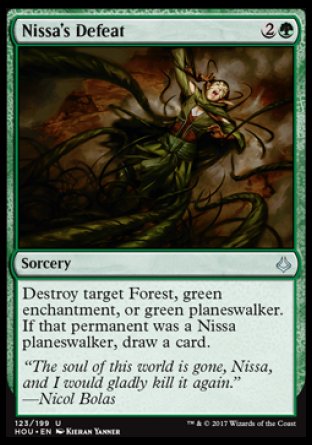 Nissa's Defeat 2
Sorcery
Destroy target Forest, green
enchantment, or green planeswalker.
If that permanent was a Nissa
planeswalker, draw a card.
“The soul of this world is gone, Nissa,
and I would gladly kill it again.”
—Nicol Bolas
123/199 U
HOU • EN Kieran Yanner
™ & © 2017 Wizards of the Coast